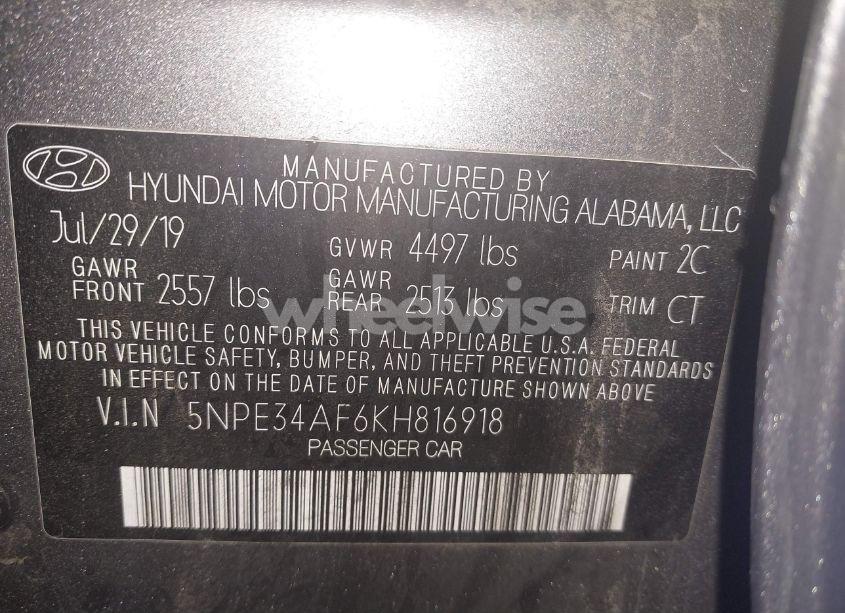 MANUFACTURED BY
HYUNDAI MOTOR MANUFACTURING ALABAMA, LLC
Jul/29/19 GVWR 4497 lbs PAINT 2C
GAWR FRONT 2557 lbs GAWR REAR 2513 lbs TRIM CT
wheelwise
THIS VEHICLE CONFORMS TO ALL APPLICABLE U.S.A. FEDERAL
MOTOR VEHICLE SAFETY, BUMPER, AND THEFT PREVENTION STANDARDS
IN EFFECT ON THE DATE OF MANUFACTURE SHOWN ABOVE
V.I.N 5NPE34AF6KH816918
PASSENGER CAR